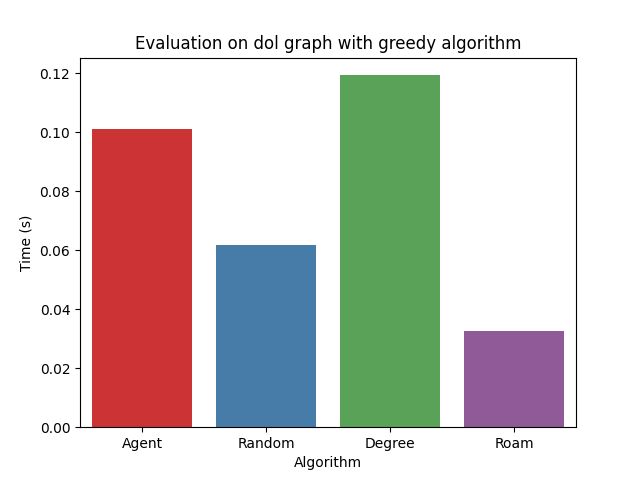 Evaluation on dol graph with greedy algorithm
0.12
0.10
0.08
0.06
0.04
0.02
0.00
Time (s)
Agent Random Degree Roam
Algorithm